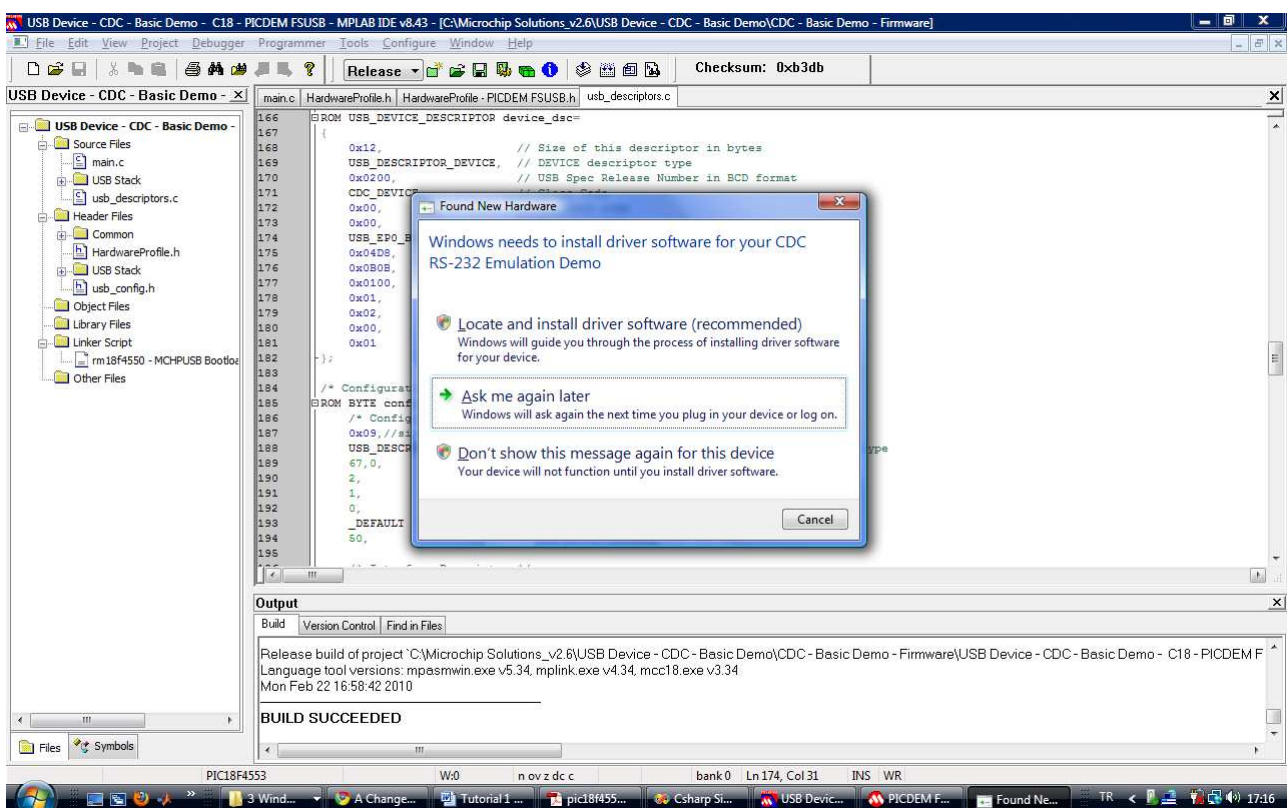 USB Device - CDC - Basic Demo - C18 - PICDEM FSUSB - MPLAB IDE v8.43 - [C:\Microchip Solutions_v2.6\USB Device - CDC - Basic Demo\CDC - Basic Demo - Firmware]
File Edit View Project Debugger Programmer Tools Configure Window Help
Release Checksum: 0xb3db
USB Device - CDC - Basic Demo -
USB Device - CDC - Basic Demo -
Source Files
main.c
USB Stack
usb_descriptors.c
Header Files
Common
HardwareProfile.h
USB Stack
usb_config.h
Object Files
Library Files
Linker Script
rm18f4550 - MCHPUSB Bootloa
Other Files
Files Symbols
main.c HardwareProfile.h HardwareProfile - PICDEM FSUSB.h usb_descriptors.c
166 ROM USB_DEVICE_DESCRIPTOR device_dsc=
167 {
168 0x12, // Size of this descriptor in bytes
169 USB_DESCRIPTOR_DEVICE, // DEVICE descriptor type
170 0x0200, // USB Spec Release Number in BCD format
171 CDC_DEVICE // Class Code
172 0x00,
173 0x00,
174 USB_EP0_B
175 0x04D8,
176 0x0B0B,
177 0x0100,
178 0x01,
179 0x02,
180 0x00,
181 0x01
182 };
183
184 /* Configurat
185 ROM BYTE conf
186 /* Config
187 0x09,//si
188 USB_DESCR ype
189 67,0,
190 2,
191 1,
192 0,
193 _DEFAULT
194 50,
195
Found New Hardware
Windows needs to install driver software for your CDC
RS-232 Emulation Demo
Locate and install driver software (recommended)
Windows will guide you through the process of installing driver software
for your device.
Ask me again later
Windows will ask again the next time you plug in your device or log on.
Don't show this message again for this device
Your device will not function until you install driver software.
Cancel
Output
Build Version Control Find in Files
Release build of project `C:\Microchip Solutions_v2.6\USB Device - CDC - Basic Demo\CDC - Basic Demo - Firmware\USB Device - CDC - Basic Demo - C18 - PICDEM F
Language tool versions: mpasmwin.exe v5.34, mplink.exe v4.34, mcc18.exe v3.34
Mon Feb 22 16:58:42 2010
BUILD SUCCEEDED
PIC18F4553 W:0 n ov z dc c bank 0 Ln 174, Col 31 INS WR
3 Wind... A Change... Tutorial 1 ... pic18f455... Csharp Si... USB Devic... PICDEM F... Found Ne... TR 17:16